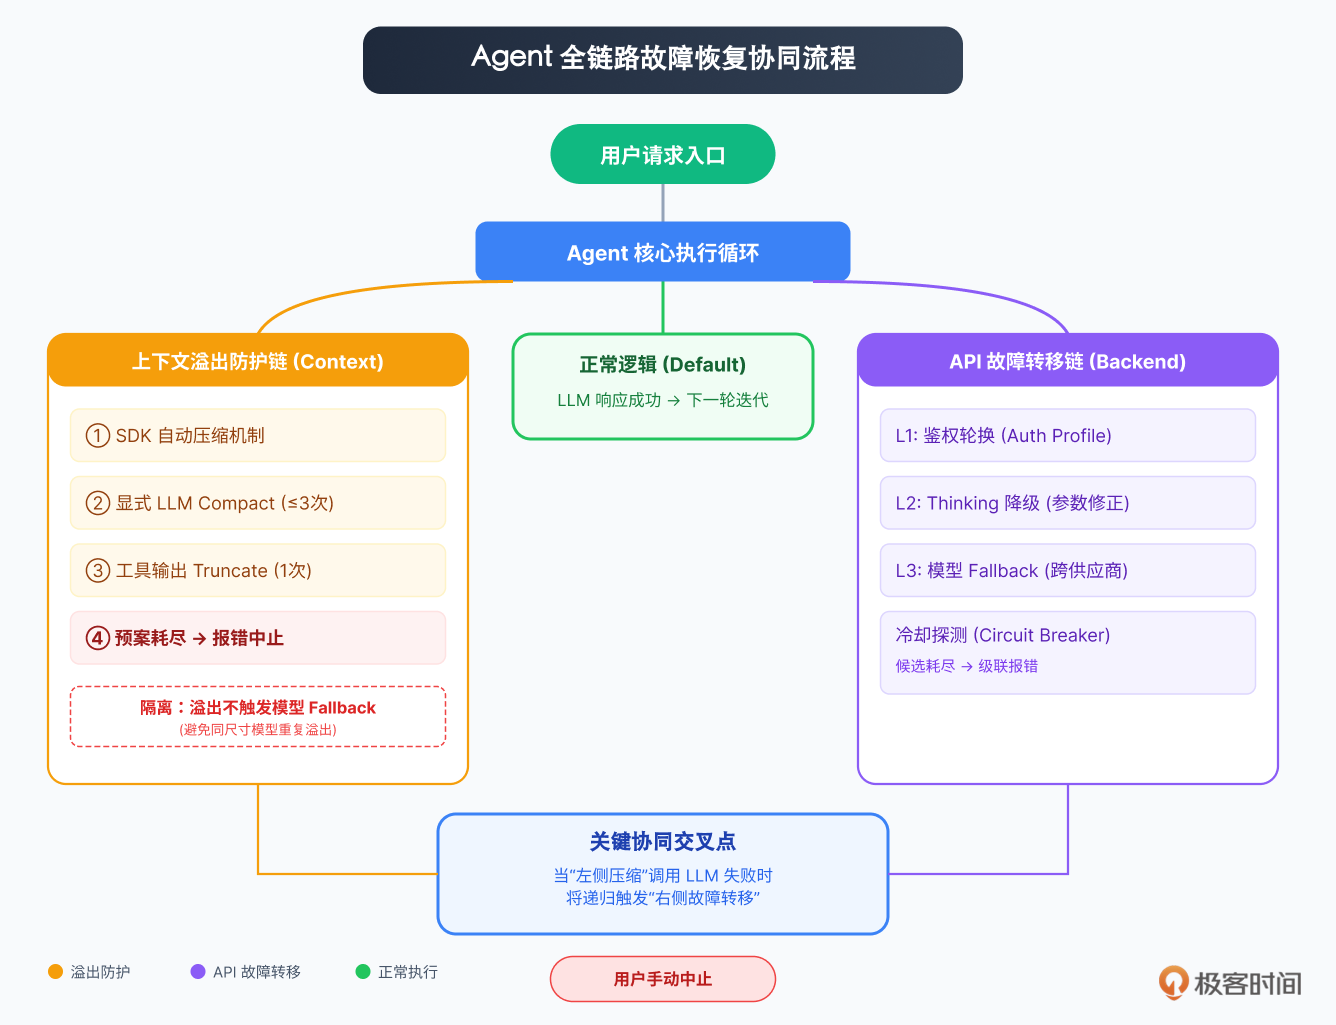 Agent 全链路故障恢复协同流程
用户请求入口
Agent 核心执行循环
上下文溢出防护链 (Context)
① SDK 自动压缩机制
② 显式 LLM Compact (≤3次)
③ 工具输出 Truncate (1次)
④ 预案耗尽 → 报错中止
隔离：溢出不触发模型 Fallback
(避免同尺寸模型重复溢出)
正常逻辑 (Default)
LLM 响应成功 → 下一轮迭代
API 故障转移链 (Backend)
L1: 鉴权轮换 (Auth Profile)
L2: Thinking 降级 (参数修正)
L3: 模型 Fallback (跨供应商)
冷却探测 (Circuit Breaker)
候选耗尽 → 级联报错
关键协同交叉点
当“左侧压缩”调用 LLM 失败时
将递归触发“右侧故障转移”
溢出防护
API 故障转移
正常执行
用户手动中止
极客时间